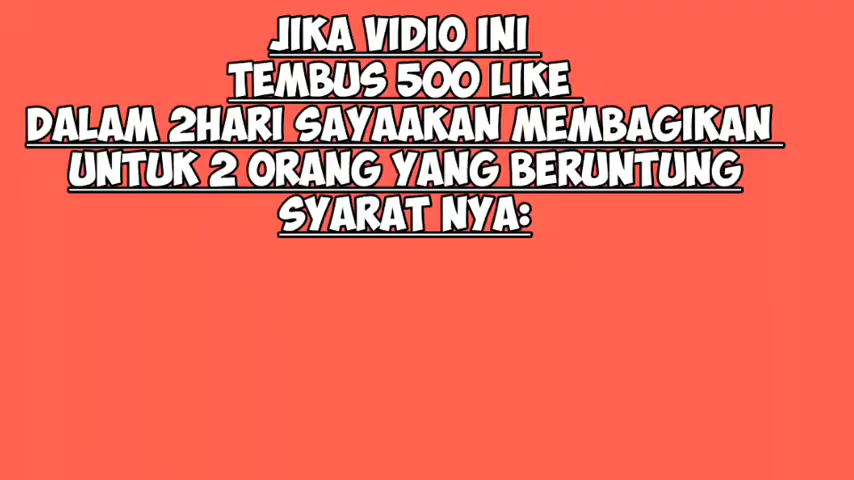 JIKA VIDIO INI
TEMBUS 500 LIKE
DALAM 2HARI SAYAAKAN MEMBAGIKAN
UNTUK 2 ORANG YANG BERUNTUNG
SYARAT NYA: